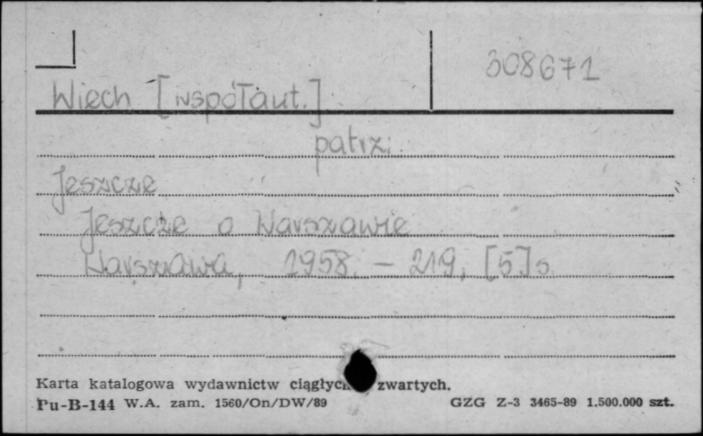 308671
Wiech [współaut.]
patrz:
Jeszcze
Jeszcze o Warszawie
Warszawa, 1958. - 219, [5] s.
Karta katalogowa wydawnictw ciągłyc zwartych.
Pu-B-144 W.A. zam. 1560/On/DW/89 GZG Z-3 3465-89 1.500.000 szt.